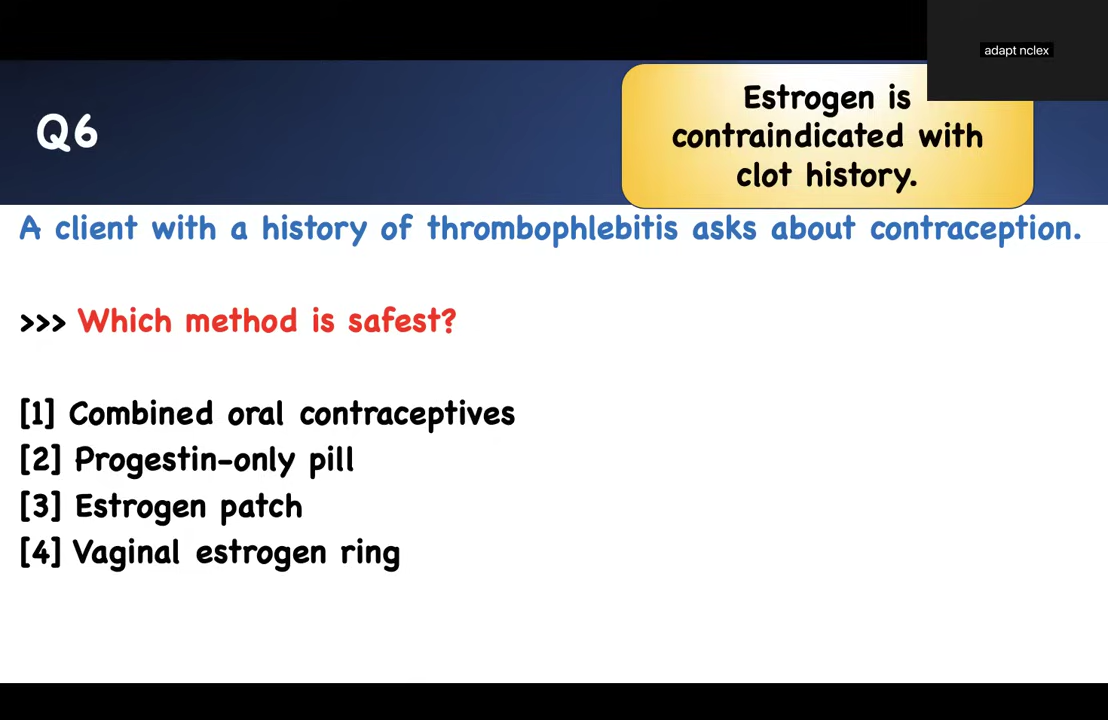 adapt nclex
Q6
Estrogen is
contraindicated with
clot history.
A client with a history of thrombophlebitis asks about contraception.
>>> Which method is safest?
[1] Combined oral contraceptives
[2] Progestin-only pill
[3] Estrogen patch
[4] Vaginal estrogen ring